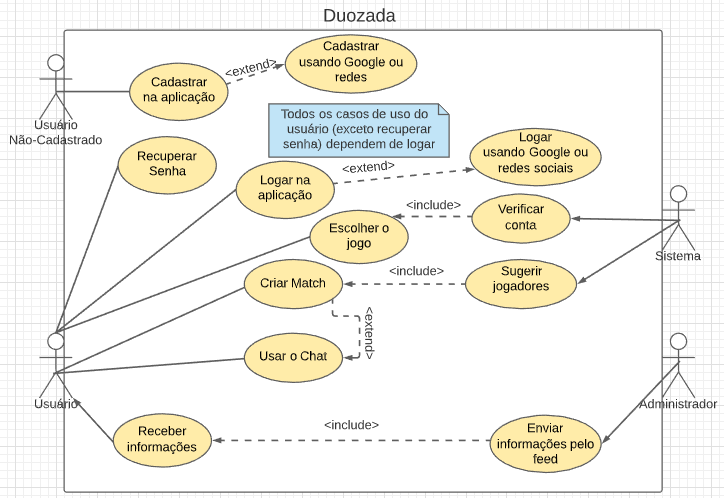 Duozada
Cadastrar
usando Google ou
redes
<extend>
Cadastrar
na aplicação
Usuário
Não-Cadastrado
Todos os casos de uso do
usuário (exceto recuperar
senha) dependem de logar
Recuperar
Senha
Logar na
aplicação
<extend>
Logar
usando Google ou
redes sociais
Escolher o
jogo
<include>
Verificar
conta
Sistema
Criar Match
<include>
Sugerir
jogadores
<extend>
Usar o Chat
Usuário
Administrador
Receber
informações
<include>
Enviar
informações pelo
feed